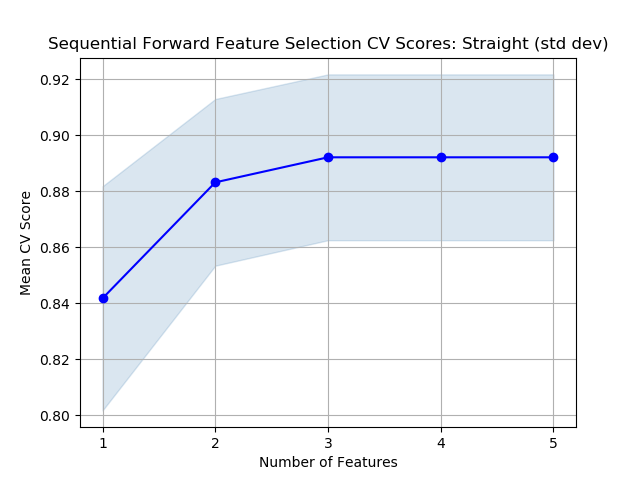 Sequential Forward Feature Selection CV Scores: Straight (std dev)
0.92
0.90
0.88
0.86
0.84
0.82
0.80
Mean CV Score
1 2 3 4 5
Number of Features